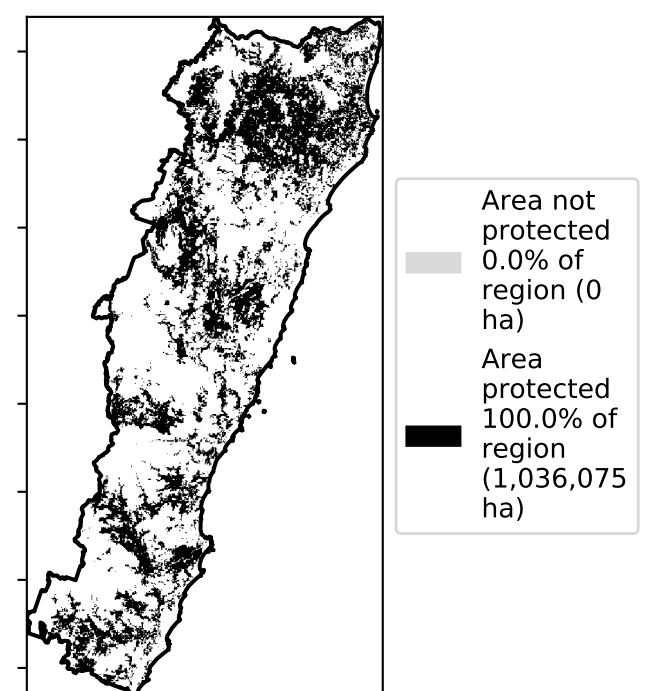 Area not
protected
0.0% of
region (0
ha)
Area
protected
100.0% of
region
(1,036,075
ha)